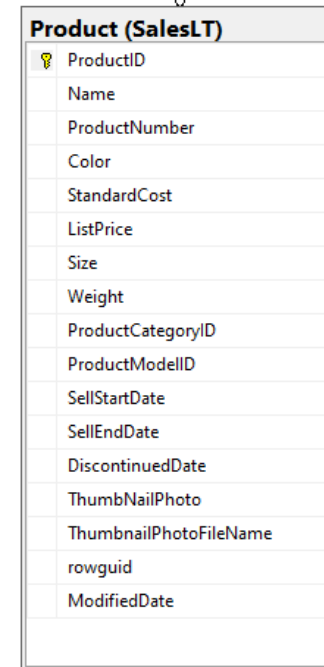 Product (SalesLT)
ProductID
Name
ProductNumber
Color
StandardCost
ListPrice
Size
Weight
ProductCategoryID
ProductModelID
SellStartDate
SellEndDate
DiscontinuedDate
ThumbNailPhoto
ThumbnailPhotoFileName
rowguid
ModifiedDate